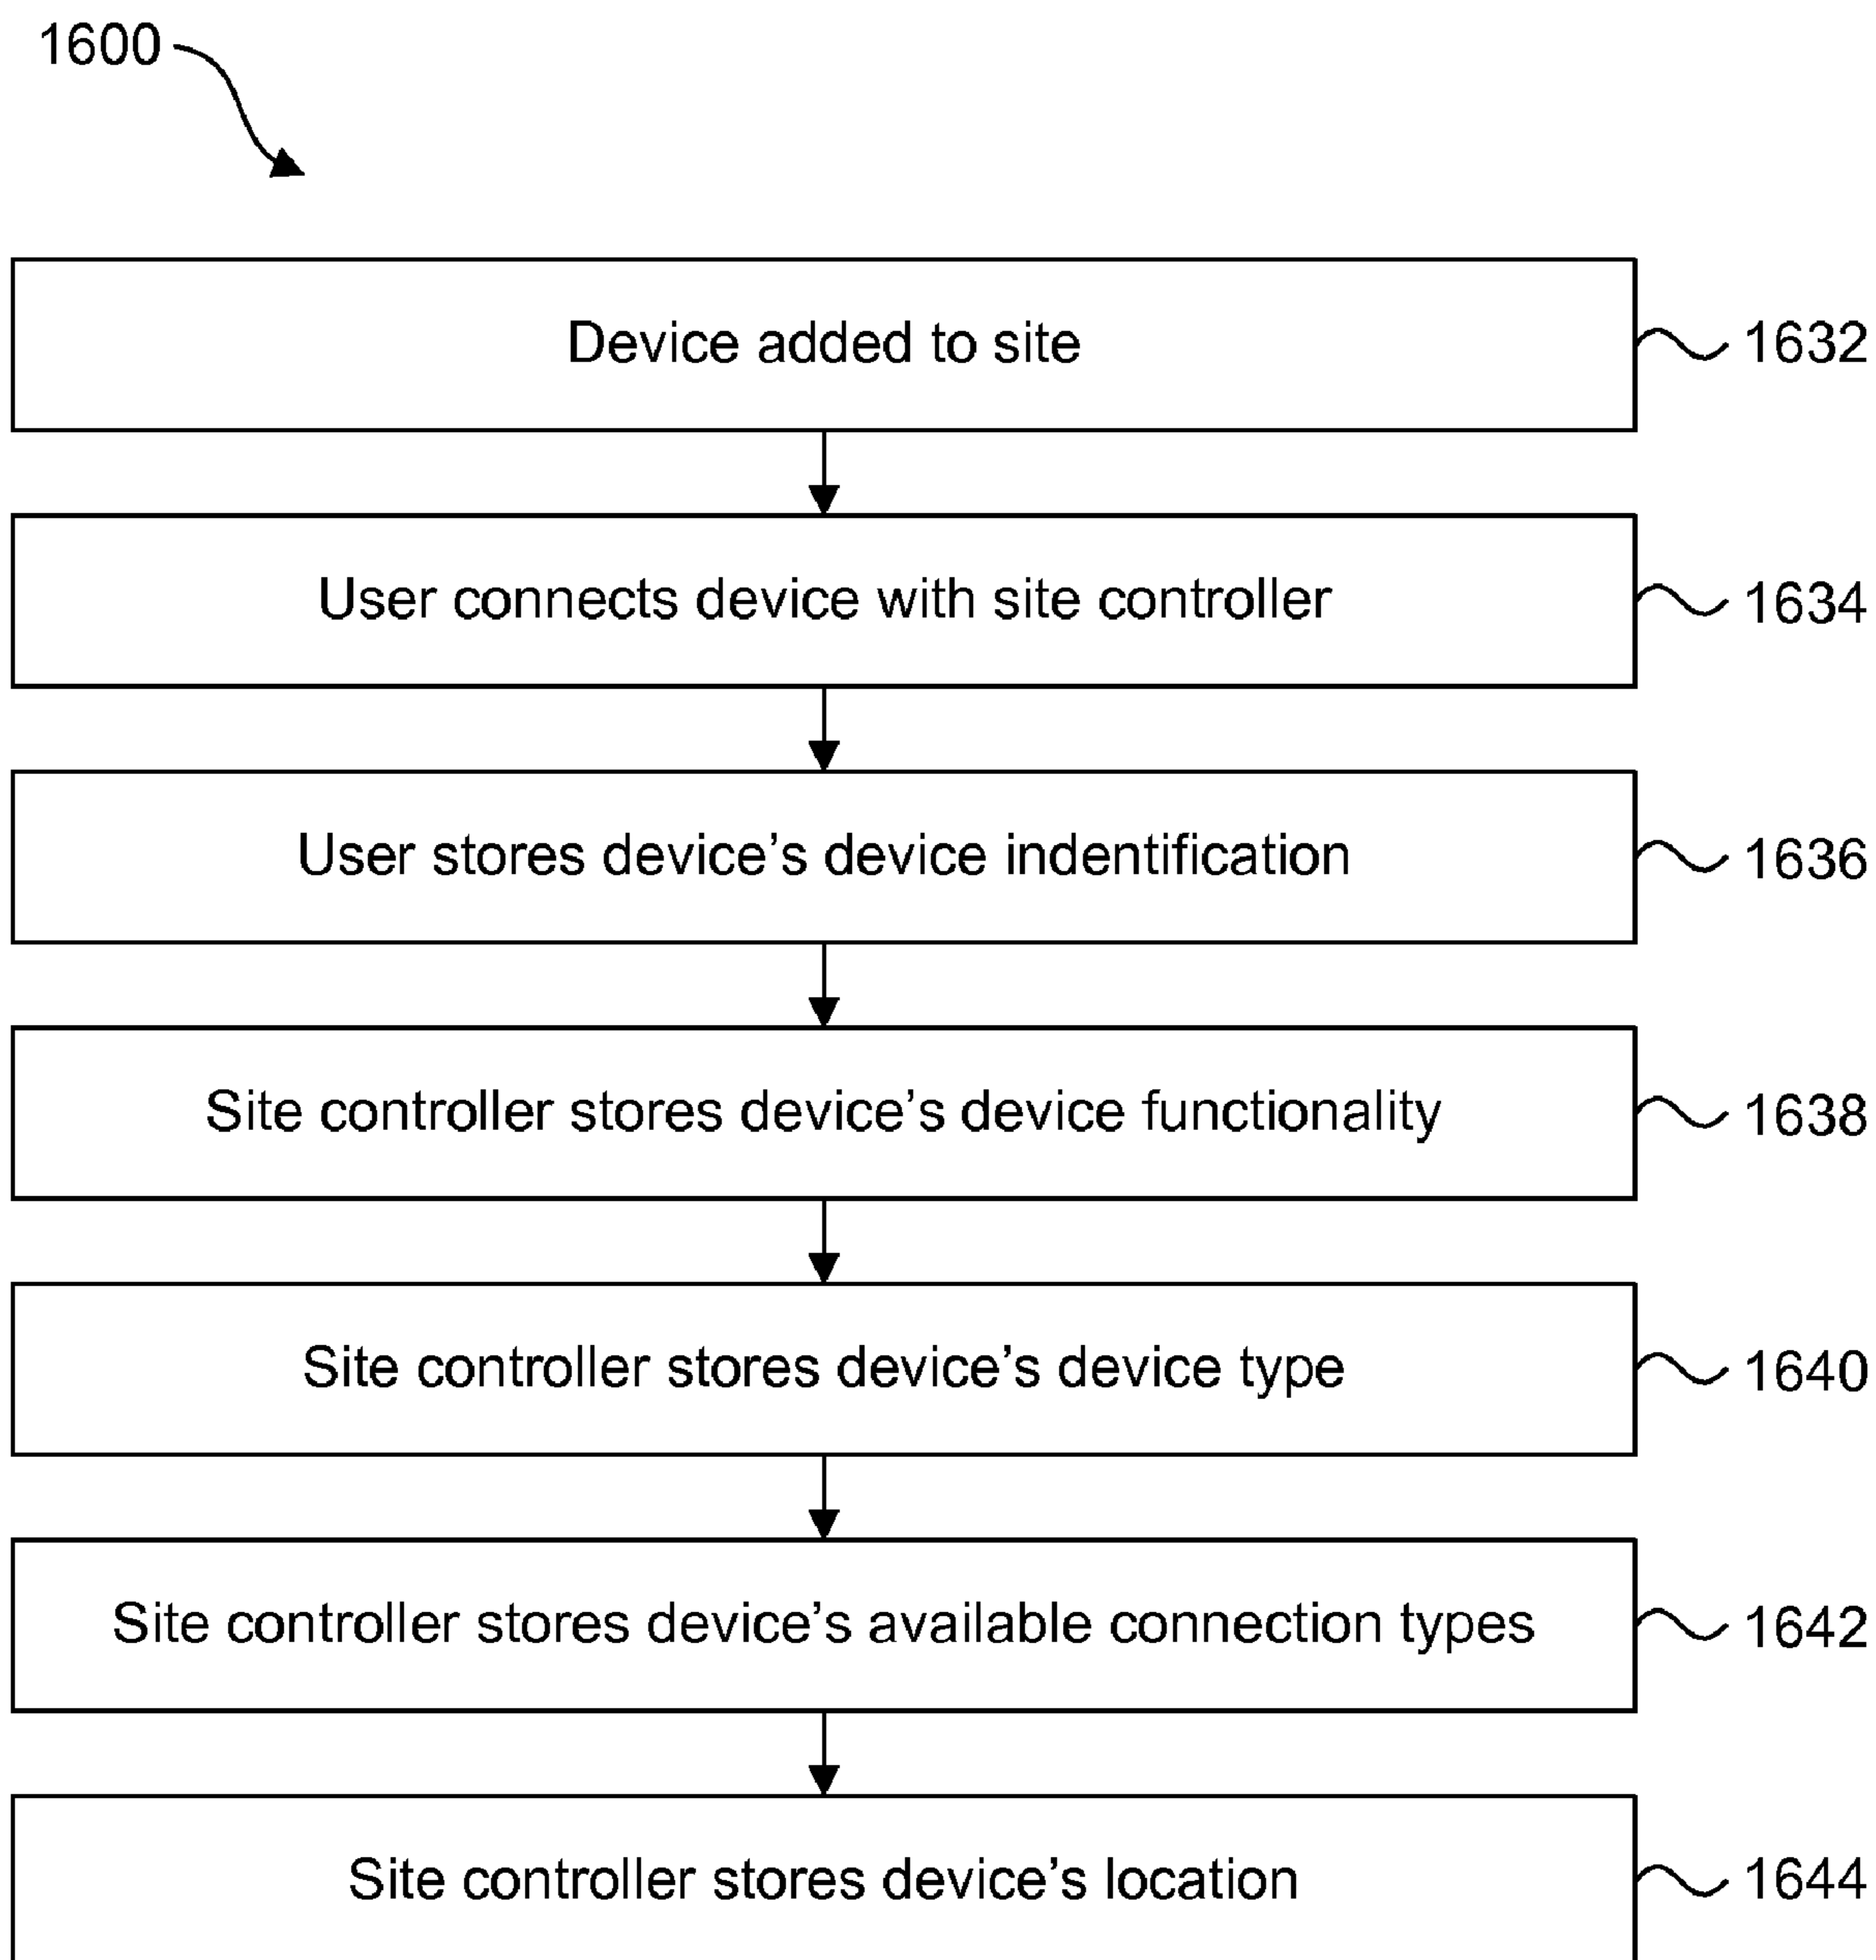 1600
Device added to site
1632
User connects device with site controller
1634
User stores device’s device indentification
1636
Site controller stores device’s device functionality
1638
Site controller stores device’s device type
1640
Site controller stores device’s available connection types
1642
Site controller stores device’s location
1644